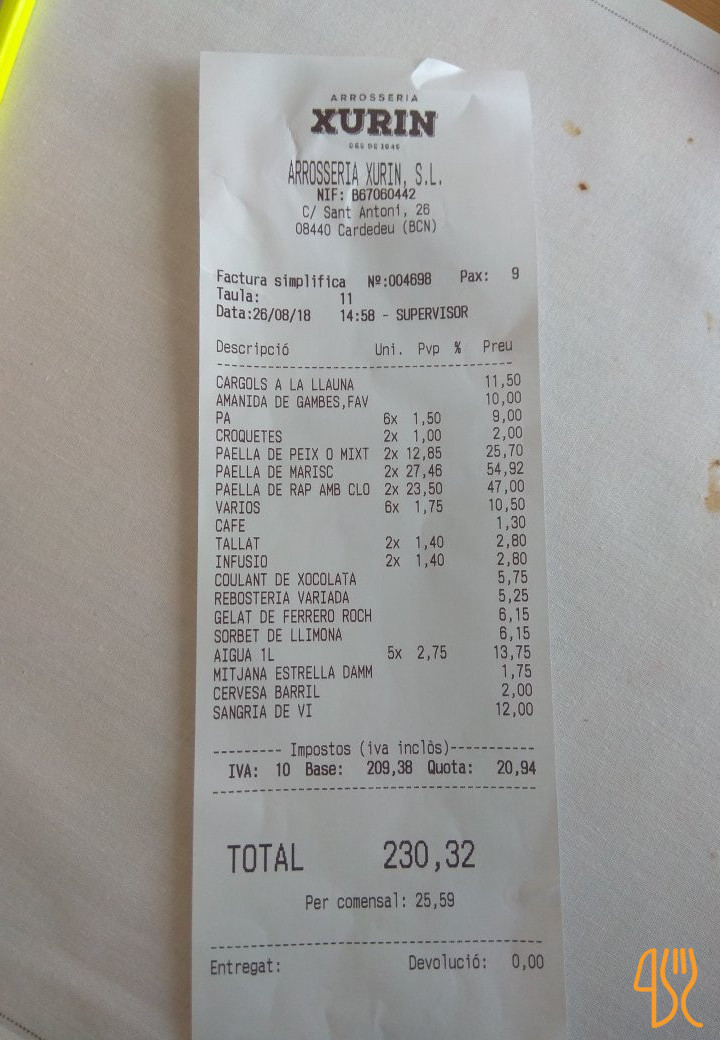 ARROSSERIA
XURIN
DES DE 1946
ARROSSERIA XURIN, S.L.
NIF: B67060442
C/ Sant Antoni, 26
08440 Cardedeu (BCN)
Factura simplifica Nº:004698 Pax: 9
Taula: 11
Data:26/08/18 14:58 - SUPERVISOR
Descripció Uni. Pvp % Preu
CARGOLS A LA LLAUNA 11,50
AMANIDA DE GAMBES,FAV 10,00
PA 6x 1,50 9,00
CROQUETES 2x 1,00 2,00
PAELLA DE PEIX O MIXT 2x 12,85 25,70
PAELLA DE MARISC 2x 27,46 54,92
PAELLA DE RAP AMB CLO 2x 23,50 47,00
VARIOS 6x 1,75 10,50
CAFE 1,30
TALLAT 2x 1,40 2,80
INFUSIO 2x 1,40 2,80
COULANT DE XOCOLATA 5,75
REBOSTERIA VARIADA 5,25
GELAT DE FERRERO ROCH 6,15
SORBET DE LLIMONA 6,15
AIGUA 1L 5x 2,75 13,75
MITJANA ESTRELLA DAMM 1,75
CERVESA BARRIL 2,00
SANGRIA DE VI 12,00
--------- Impostos (iva inclòs)----------
IVA: 10 Base: 209,38 Quota: 20,94
TOTAL 230,32
Per comensal: 25,59
Entregat: Devolució: 0,00